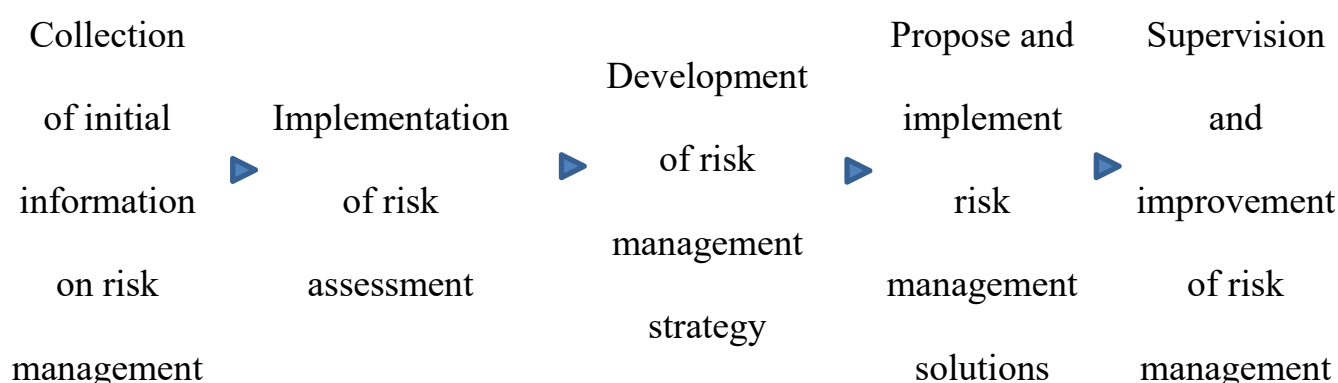 Collection
of initial
information
on risk
management
Implementation
of risk
assessment
Development
of risk
management
strategy
Propose and
implement
risk
management
solutions
Supervision
and
improvement
of risk
management